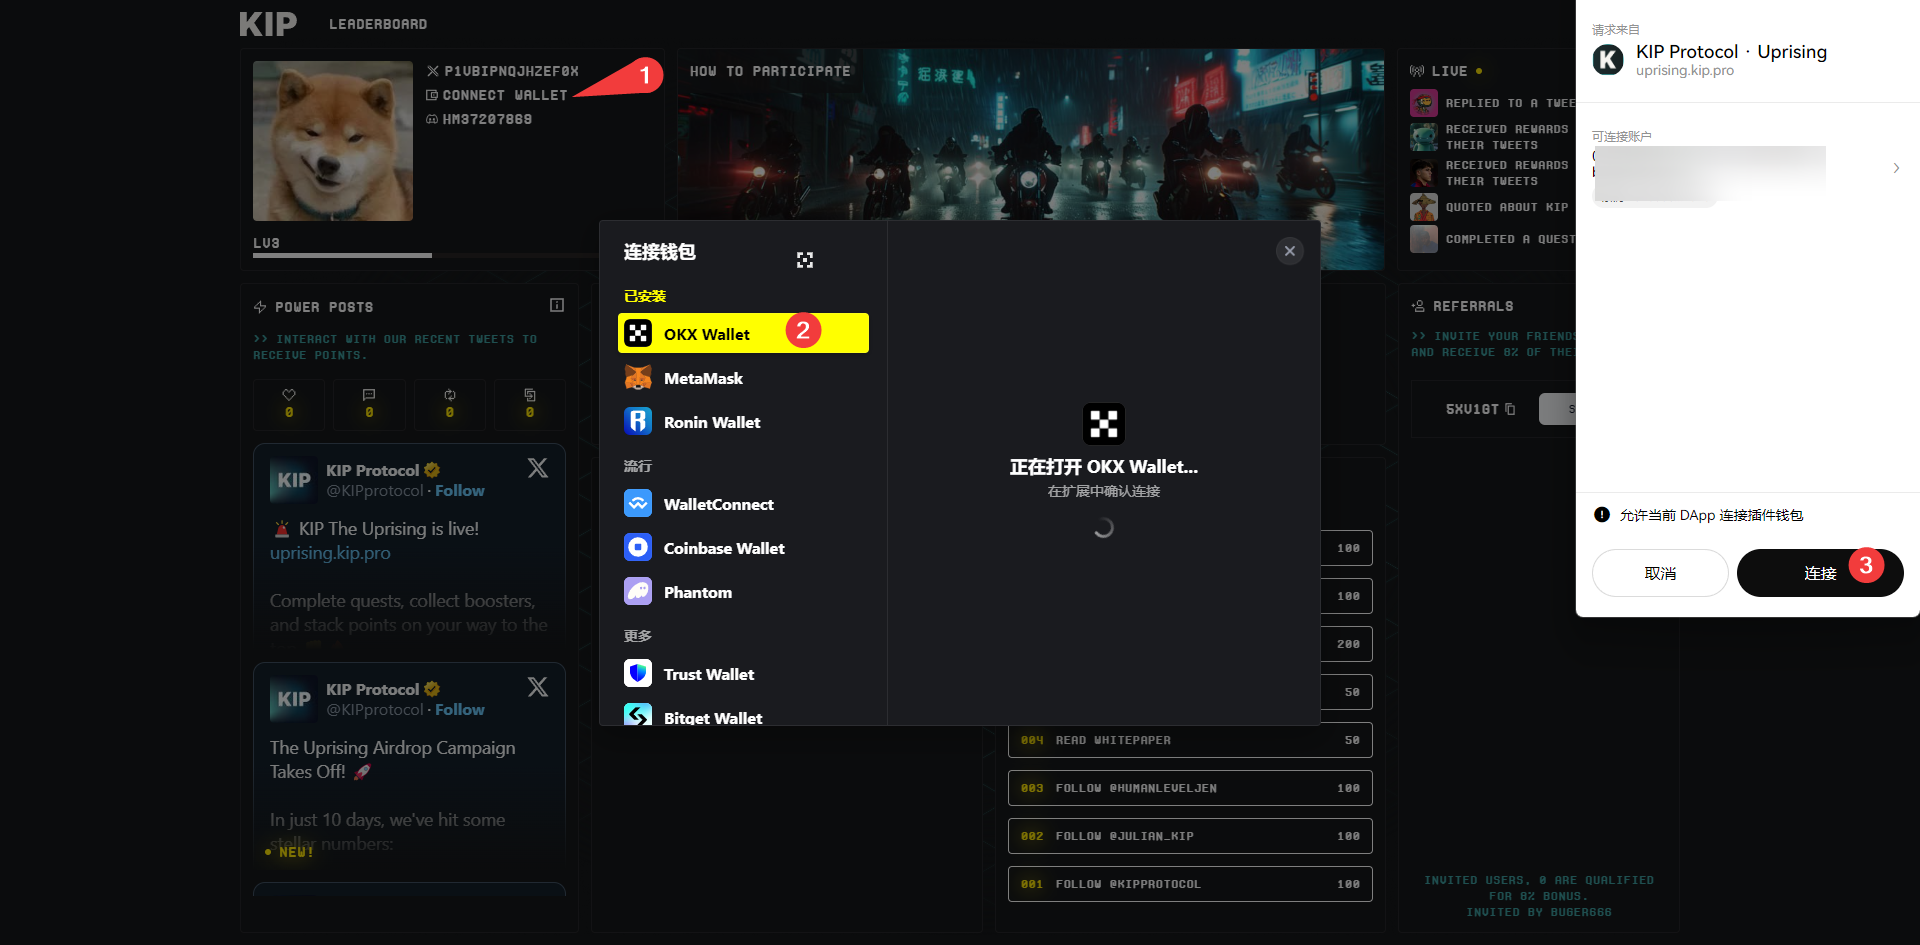 KIP
LEADERBOARD
P1VBIPNQJHZEF0X
CONNECT WALLET
HM37207869
1
LV3
HOW TO PARTICIPATE
LIVE
REPLIED TO A TWEE
RECEIVED REWARDS
THEIR TWEETS
RECEIVED REWARDS
THEIR TWEETS
QUOTED ABOUT KIP
COMPLETED A QUEST
POWER POSTS
>> INTERACT WITH OUR RECENT TWEETS TO
RECEIVE POINTS.
0
0
0
0
KIP
KIP Protocol
@KIPprotocol · Follow
🚨 KIP The Uprising is live!
uprising.kip.pro
Complete quests, collect boosters,
and stack points on your way to the
KIP
KIP Protocol
@KIPprotocol · Follow
The Uprising Airdrop Campaign
Takes Off! 🚀
In just 10 days, we've hit some
stellar numbers:
NEW!
连接钱包
已安装
OKX Wallet
2
MetaMask
Ronin Wallet
流行
WalletConnect
Coinbase Wallet
Phantom
更多
Trust Wallet
Bitget Wallet
正在打开 OKX Wallet...
在扩展中确认连接
100
100
200
50
004 READ WHITEPAPER 50
003 FOLLOW @HUMANLEVELJEN 100
002 FOLLOW @JULIAN_KIP 100
001 FOLLOW @KIPPROTOCOL 100
REFERRALS
>> INVITE YOUR FRIENDS
AND RECEIVE 8% OF THEI
5XV1GT
S
INVITED USERS, 0 ARE QUALIFIED
FOR 8% BONUS.
INVITED BY BUGER666
请求来自
K
KIP Protocol · Uprising
uprising.kip.pro
可连接账户
允许当前 DApp 连接插件钱包
取消
连接
3